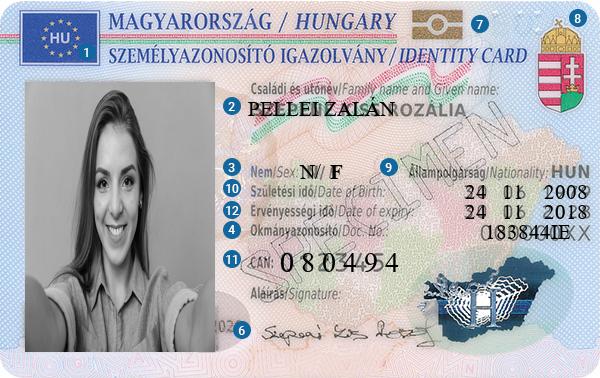 HU MAGYARORSZÁG / HUNGARY 7 8
1 SZEMÉLYAZONOSÍTÓ IGAZOLVÁNY/IDENTITY CARD
Családi és utónév/Family name and Given name:
2 PELLEI ZALÁN ROZÁLIA
3 Nem/Sex: N/ F 9 Állampolgárság/Nationality: HUN
10 Születési idő/Date of Birth: 24 11 2008
12 Érvényességi idő/Date of expiry: 24 11 2018
4 Okmányazonosító/Doc. No.: 183844IE
11 CAN: 080494
Aláírás/Signature:
6
SPECIMEN